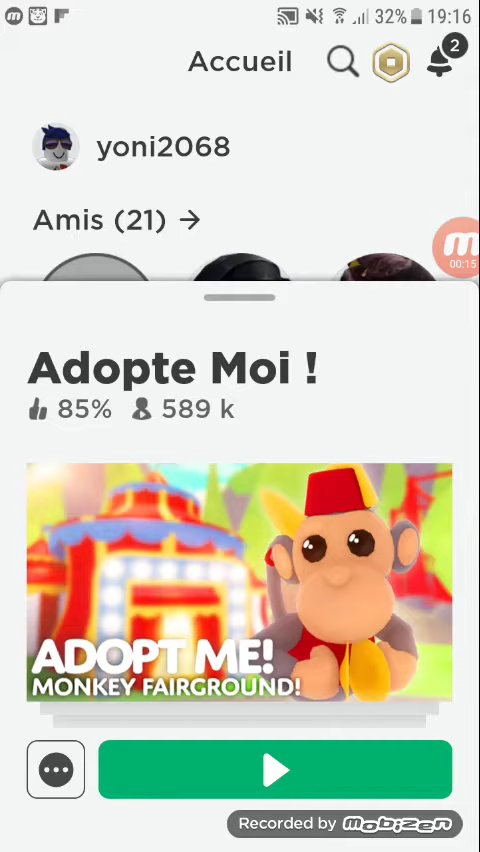 32% 19:16
Accueil
2
yoni2068
Amis (21) →
00:15
Adopte Moi !
85% 589 k
ADOPT ME!
MONKEY FAIRGROUND!
Recorded by mobizen